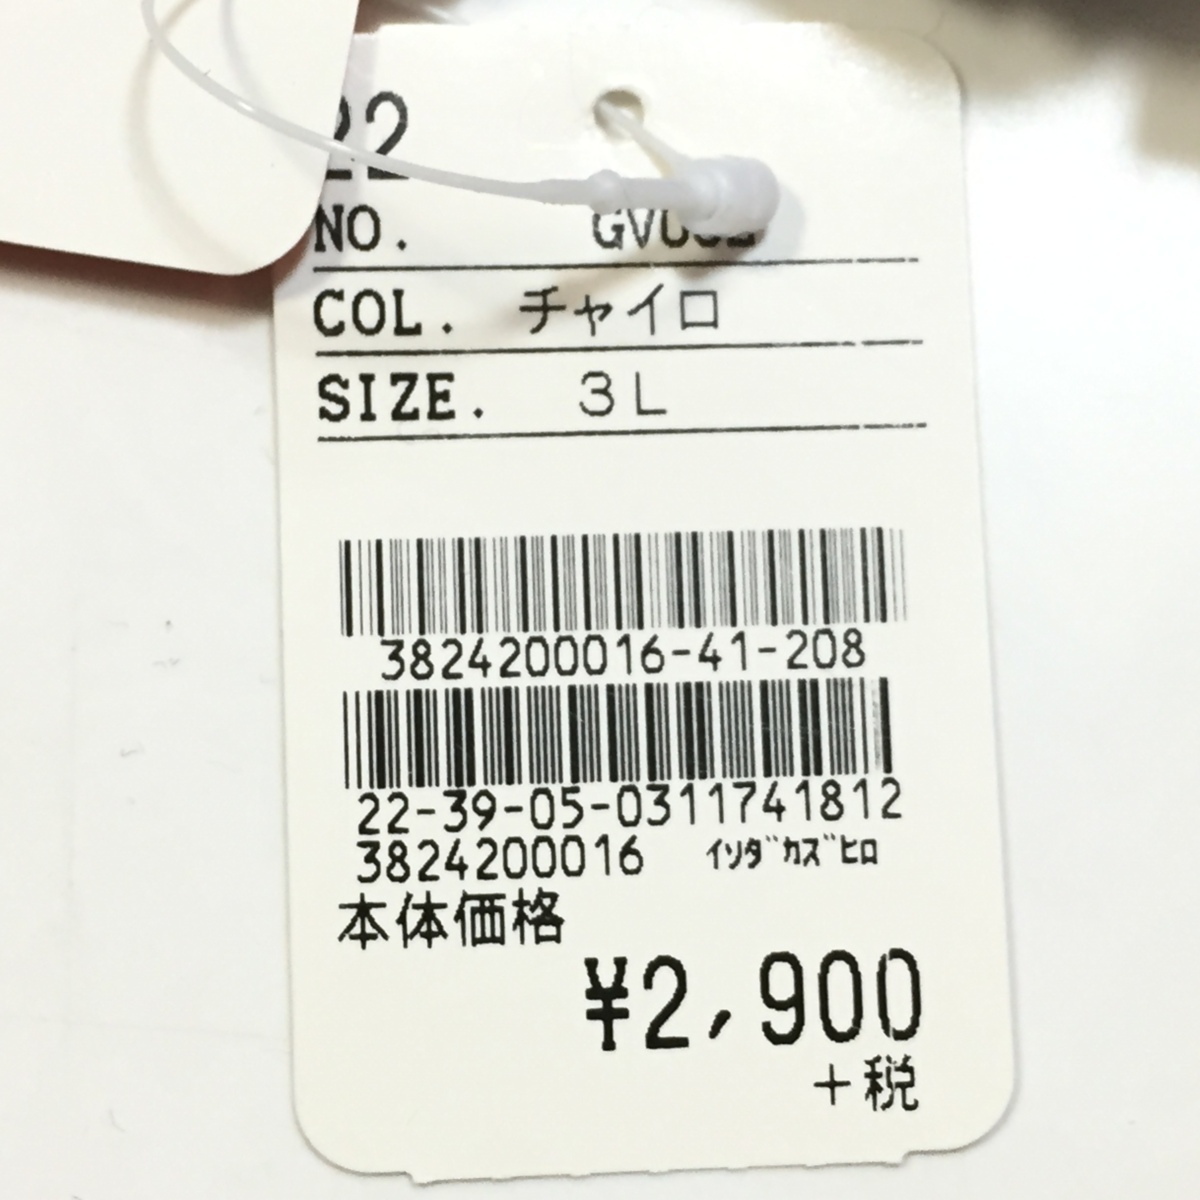 22
NO.
COL. チャイロ
SIZE. 3L
3824200016-41-208
22-39-05-0311741812
3824200016 ｲｿﾀﾞｶｽﾞﾋﾛ
本体価格
¥2,900
+税